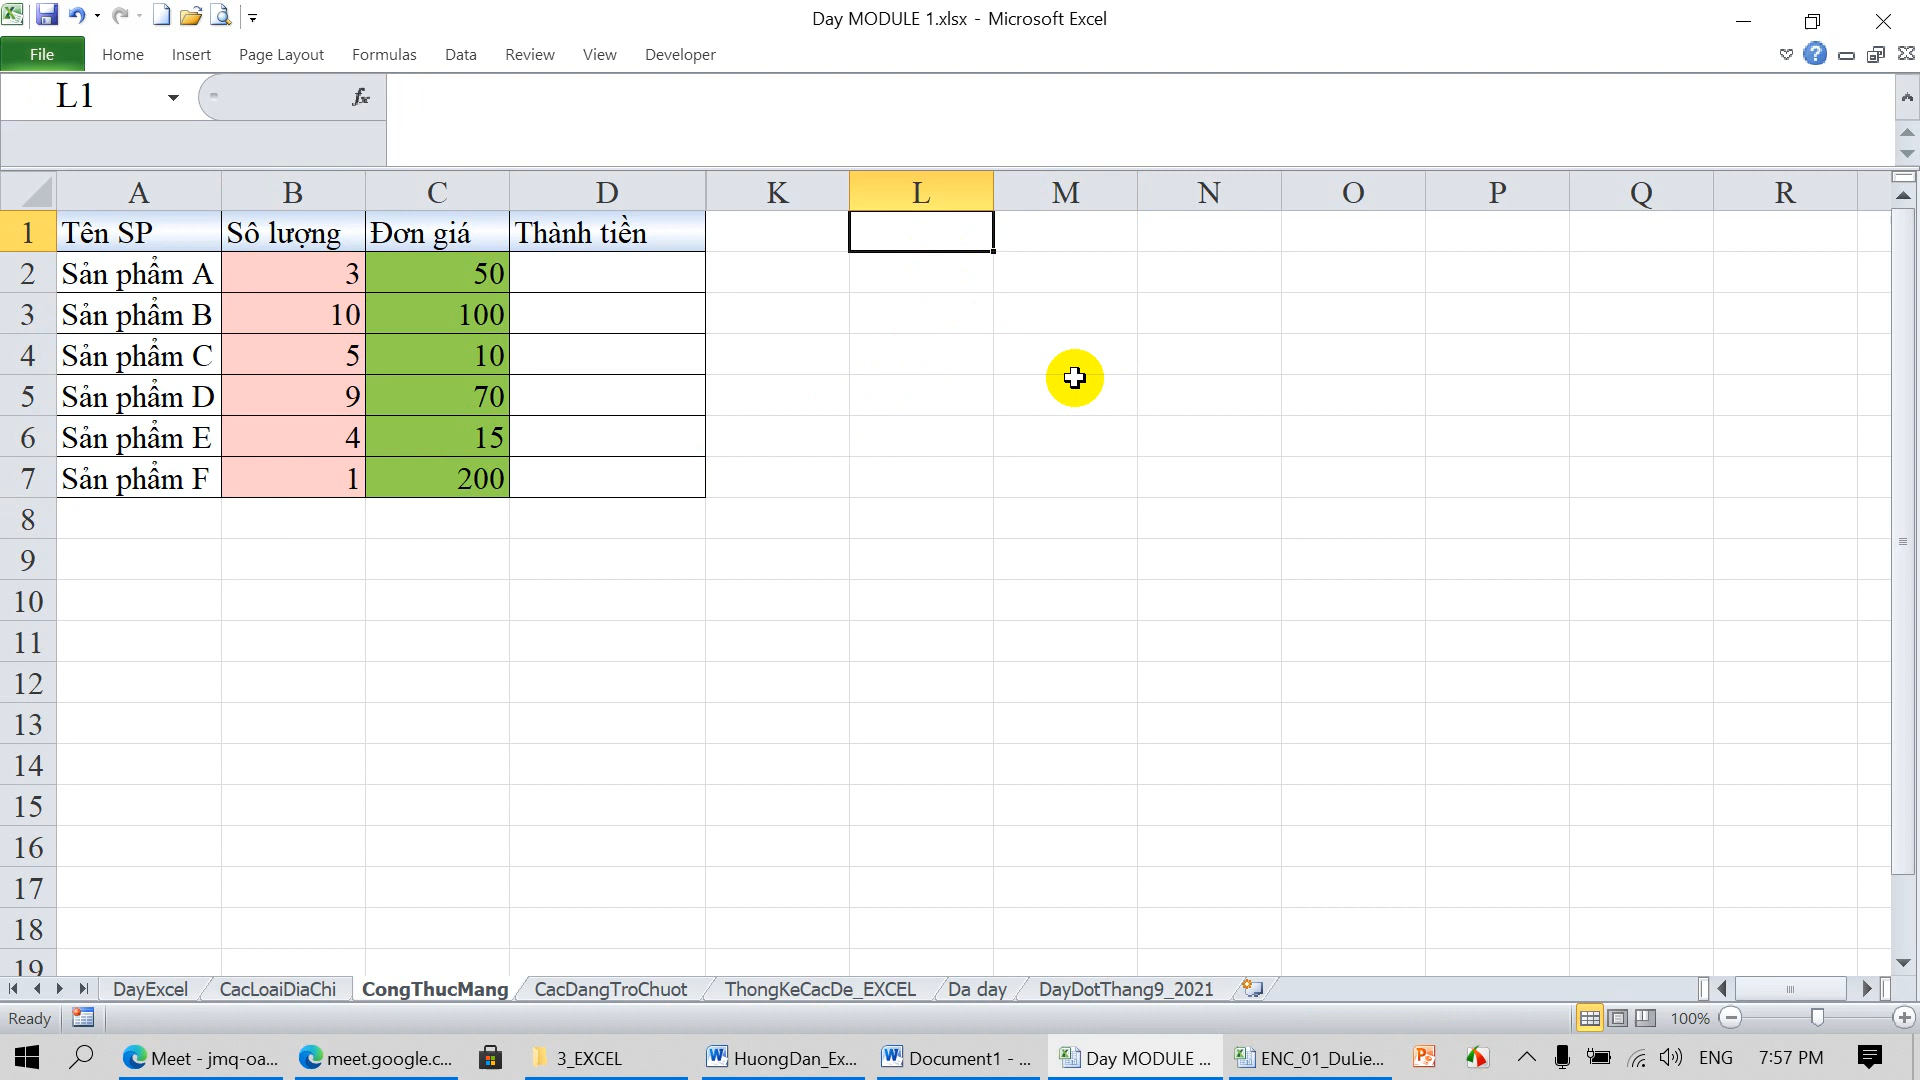 Day MODULE 1.xlsx - Microsoft Excel
File Home Insert Page Layout Formulas Data Review View Developer
L1 = fx
A B C D K L M N O P Q R
1 Tên SP Sô lượng Đơn giá Thành tiền
2 Sản phẩm A 3 50
3 Sản phẩm B 10 100
4 Sản phẩm C 5 10
5 Sản phẩm D 9 70
6 Sản phẩm E 4 15
7 Sản phẩm F 1 200
8
9
10
11
12
13
14
15
16
17
18
19
DayExcel CacLoaiDiaChi CongThucMang CacDangTroChuot ThongKeCacDe_EXCEL Da day DayDotThang9_2021
Ready 100%
Meet - jmq-oa... meet.google.c... 3_EXCEL HuongDan_Ex... Document1 - ... Day MODULE ... ENC_01_DuLie... ENG 7:57 PM